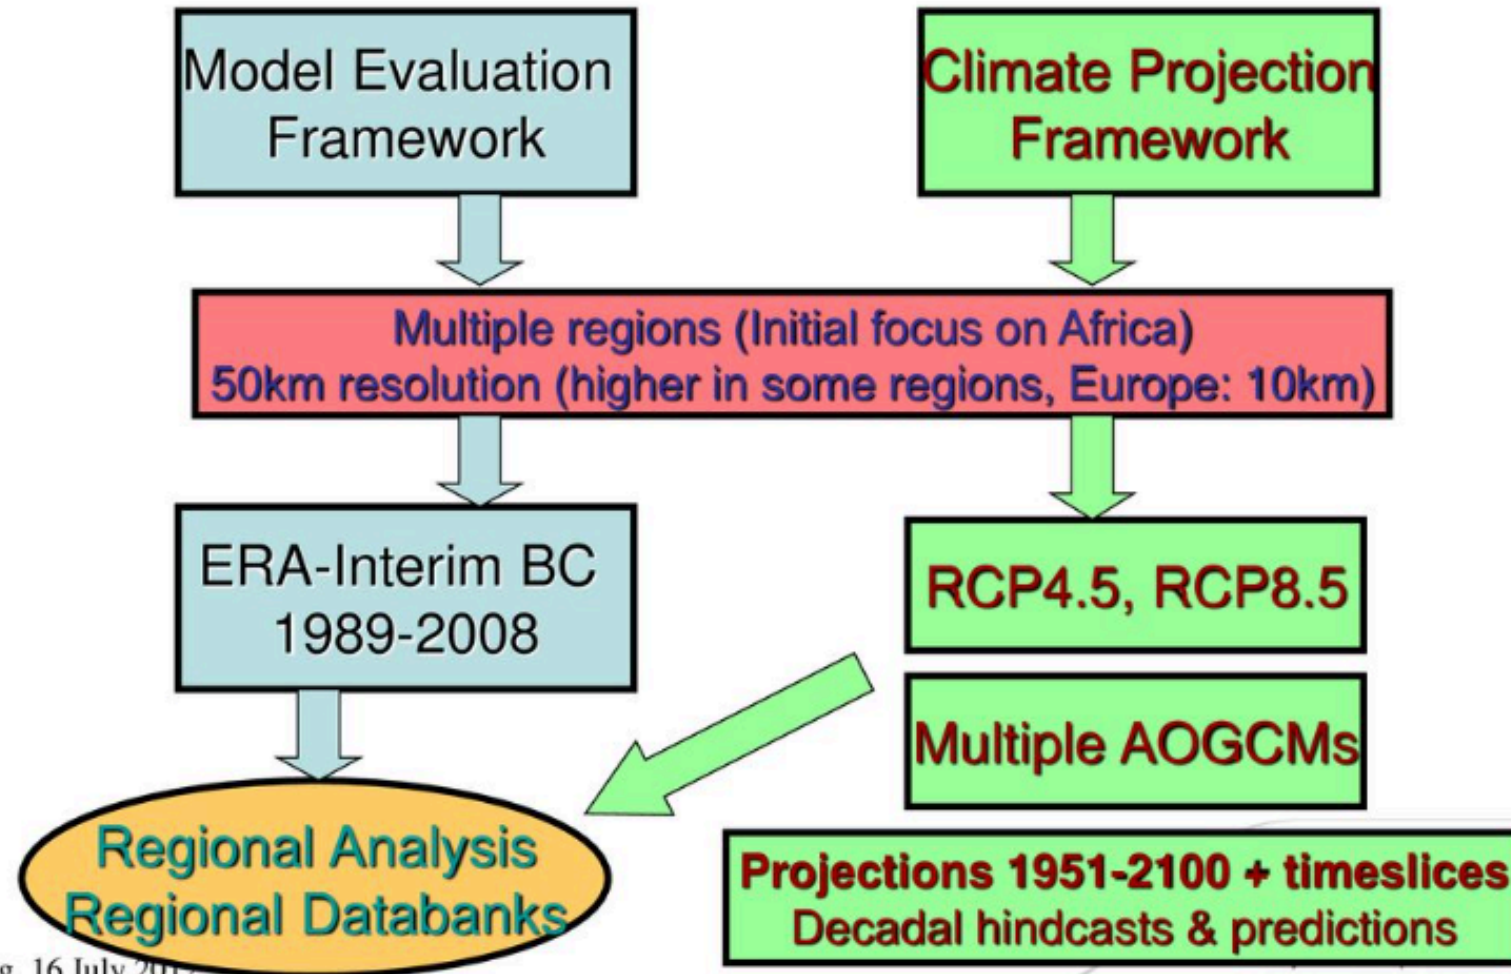 Model Evaluation
Framework
Climate Projection
Framework
Multiple regions (Initial focus on Africa)
50km resolution (higher in some regions, Europe: 10km)
ERA-Interim BC
1989-2008
RCP4.5, RCP8.5
Multiple AOGCMs
Regional Analysis
Regional Databanks
Projections 1951-2100 + timeslices
Decadal hindcasts & predictions
16 July